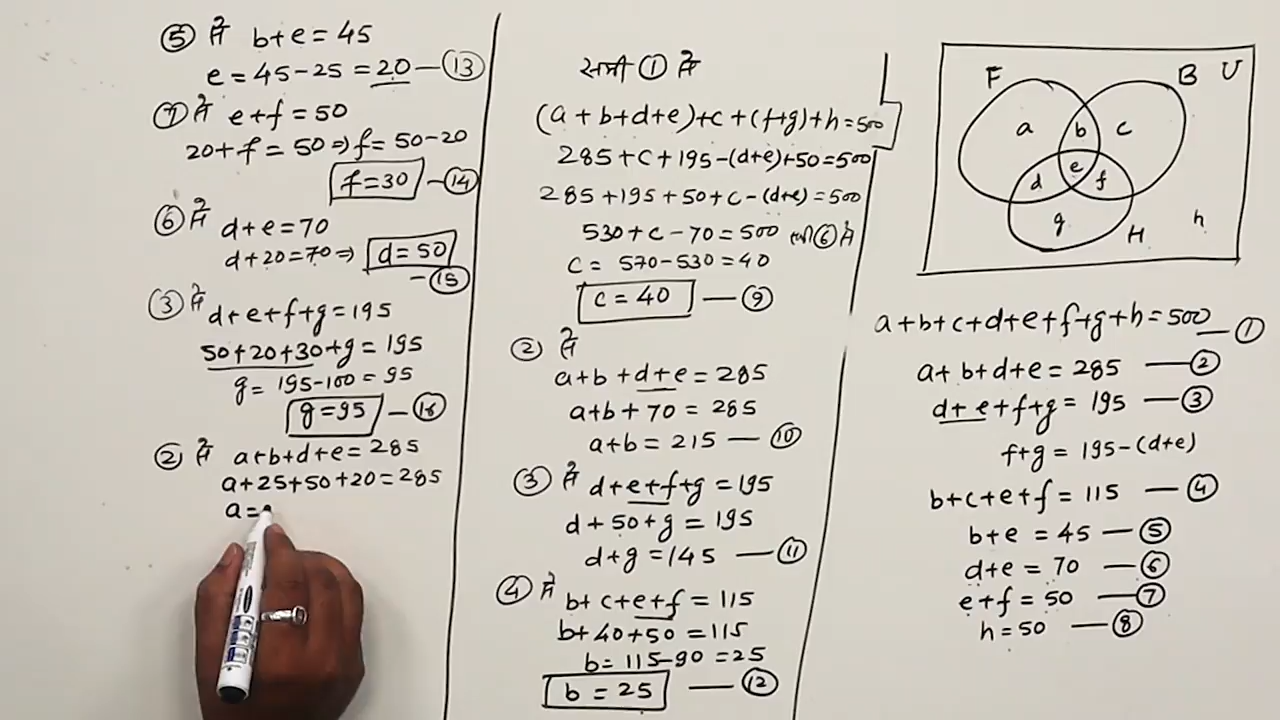 ⑤ से b+e = 45
e = 45-25 = 20 — ⑬
⑦ से e+f = 50
20+f = 50 ⇒ f = 50-20
f = 30 — ⑭
⑥ से d+e = 70
d+20 = 70 ⇒ d = 50
— ⑮
③ से d+e+f+g = 195
50+20+30+g = 195
g = 195-100 = 95
g = 95 — ⑯
② से a+b+d+e = 285
a+25+50+20 = 285
a =
समी ① से
(a+b+d+e)+c+(f+g)+h = 500
285+c+195-(d+e)+50 = 500
285+195+50+c-(d+e) = 500
530+c-70 = 500 समी ⑥ से
c = 570-530 = 40
c = 40 — ⑨
② से
a+b+d+e = 285
a+b+70 = 285
a+b = 215 — ⑩
③ से d+e+f+g = 195
d+50+g = 195
d+g = 145 — ⑪
④ से b+c+e+f = 115
b+40+50 = 115
b = 115-90 = 25
b = 25 — ⑫
F B U
a b c
d e f
g H h
a+b+c+d+e+f+g+h = 500 — ①
a+b+d+e = 285 — ②
d+e+f+g = 195 — ③
f+g = 195-(d+e)
b+c+e+f = 115 — ④
b+e = 45 — ⑤
d+e = 70 — ⑥
e+f = 50 — ⑦
h = 50 — ⑧